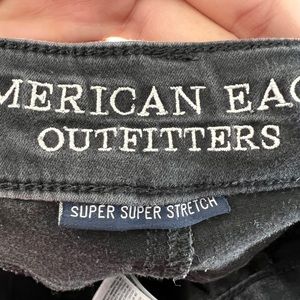 MERICAN EAG
OUTFITTERS
SUPER SUPER STRETCH